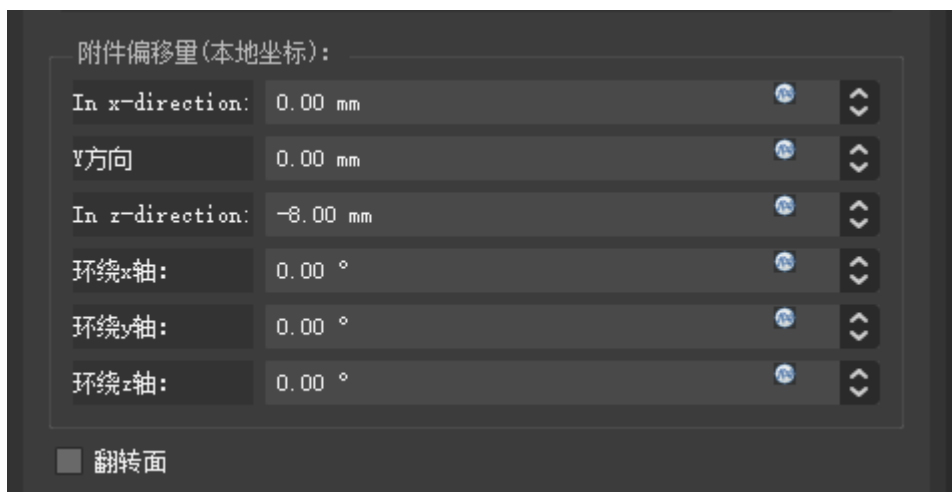 附件偏移量(本地坐标):
In x-direction: 0.00 mm
Y方向 0.00 mm
In z-direction: -8.00 mm
环绕x轴: 0.00 °
环绕y轴: 0.00 °
环绕z轴: 0.00 °
翻转面